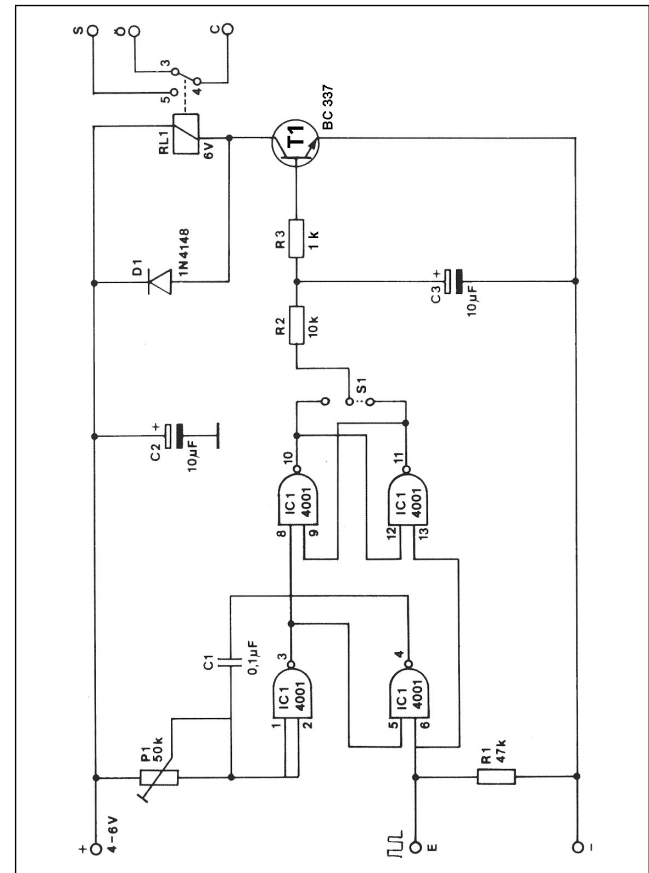 +
4-6V
P1
50k
C1
0,1µF
C2
+
10µF
D1
1N4148
RL1
6V
S
Ö
C
5
3
4
1
2
IC1
4001
3
8
9
IC1
4001
10
5
6
IC1
4001
4
12
13
IC1
4001
11
S1
R2
10k
R3
1k
T1
BC 337
E
R1
47k
C3
+
10µF
−